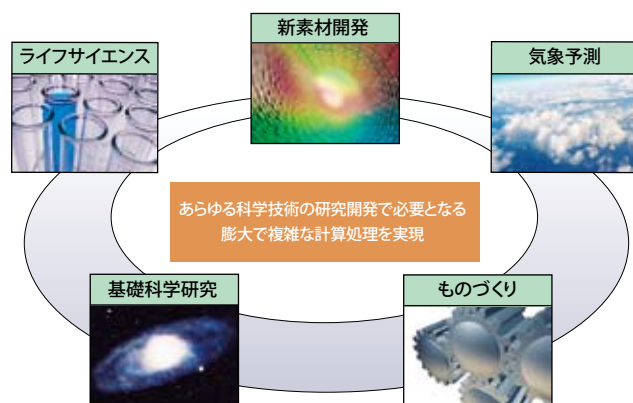 新素材開発
ライフサイエンス
気象予測
あらゆる科学技術の研究開発で必要となる
膨大で複雑な計算処理を実現
基礎科学研究
ものづくり